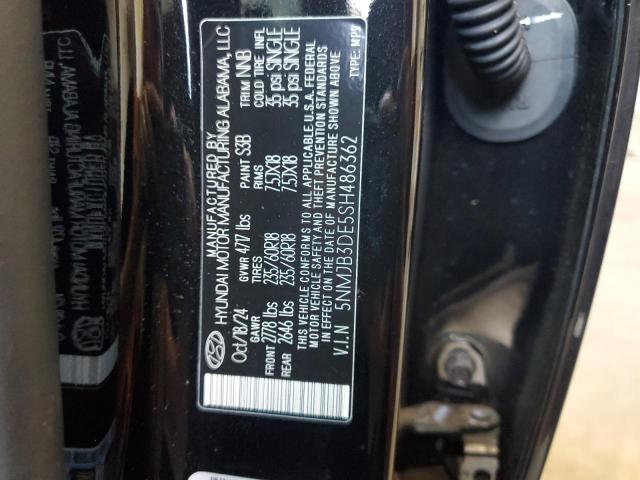 MANUFACTURED BY
HYUNDAI MOTOR MANUFACTURING ALABAMA, LLC
Oct/18/24 GVWR 4717 lbs PAINT S3B TRIM NNB
GAWR TIRES RIMS COLD TIRE INFL
FRONT 2778 lbs 235/60R18 7.5JX18 35 psi SINGLE
REAR 2646 lbs 235/60R18 7.5JX18 35 psi SINGLE
THIS VEHICLE CONFORMS TO ALL APPLICABLE U.S.A. FEDERAL
MOTOR VEHICLE SAFETY AND THEFT PREVENTION STANDARDS
IN EFFECT ON THE DATE OF MANUFACTURE SHOWN ABOVE.
V.I.N 5NMJB3DE5SH486362 TYPE: MPV